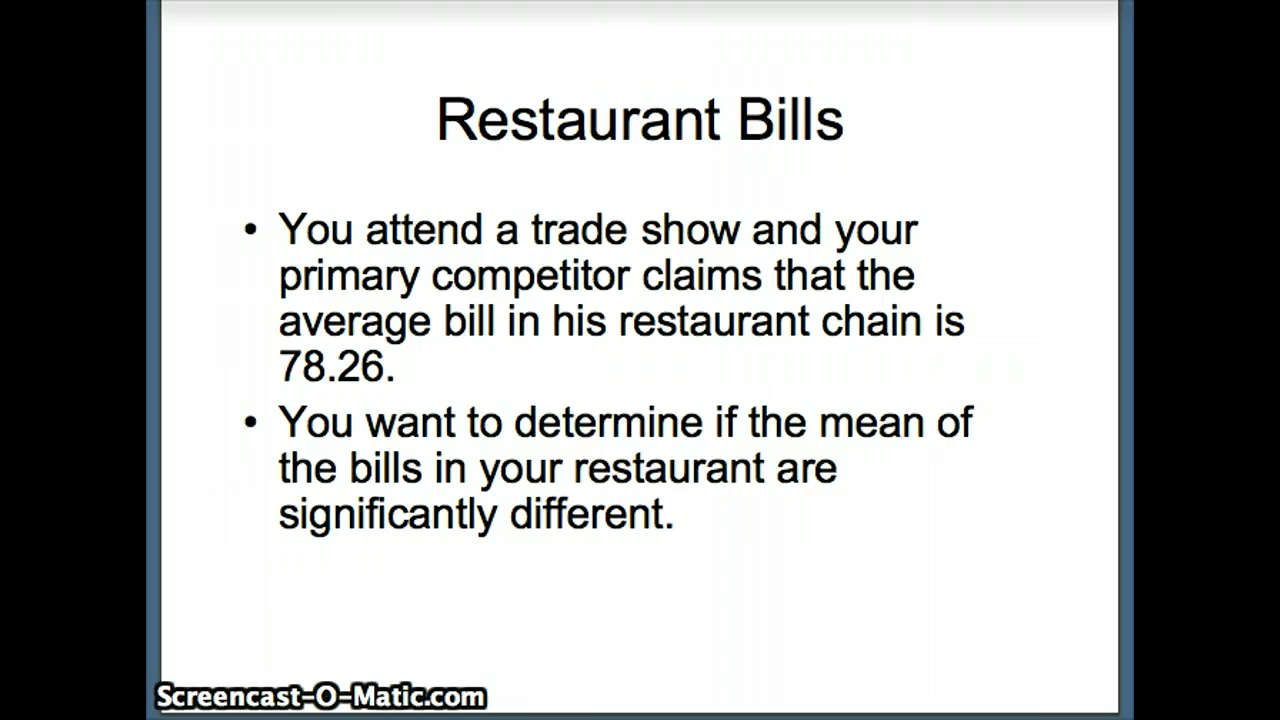 Restaurant Bills
• You attend a trade show and your
primary competitor claims that the
average bill in his restaurant chain is
78.26.
• You want to determine if the mean of
the bills in your restaurant are
significantly different.
Screencast-O-Matic.com